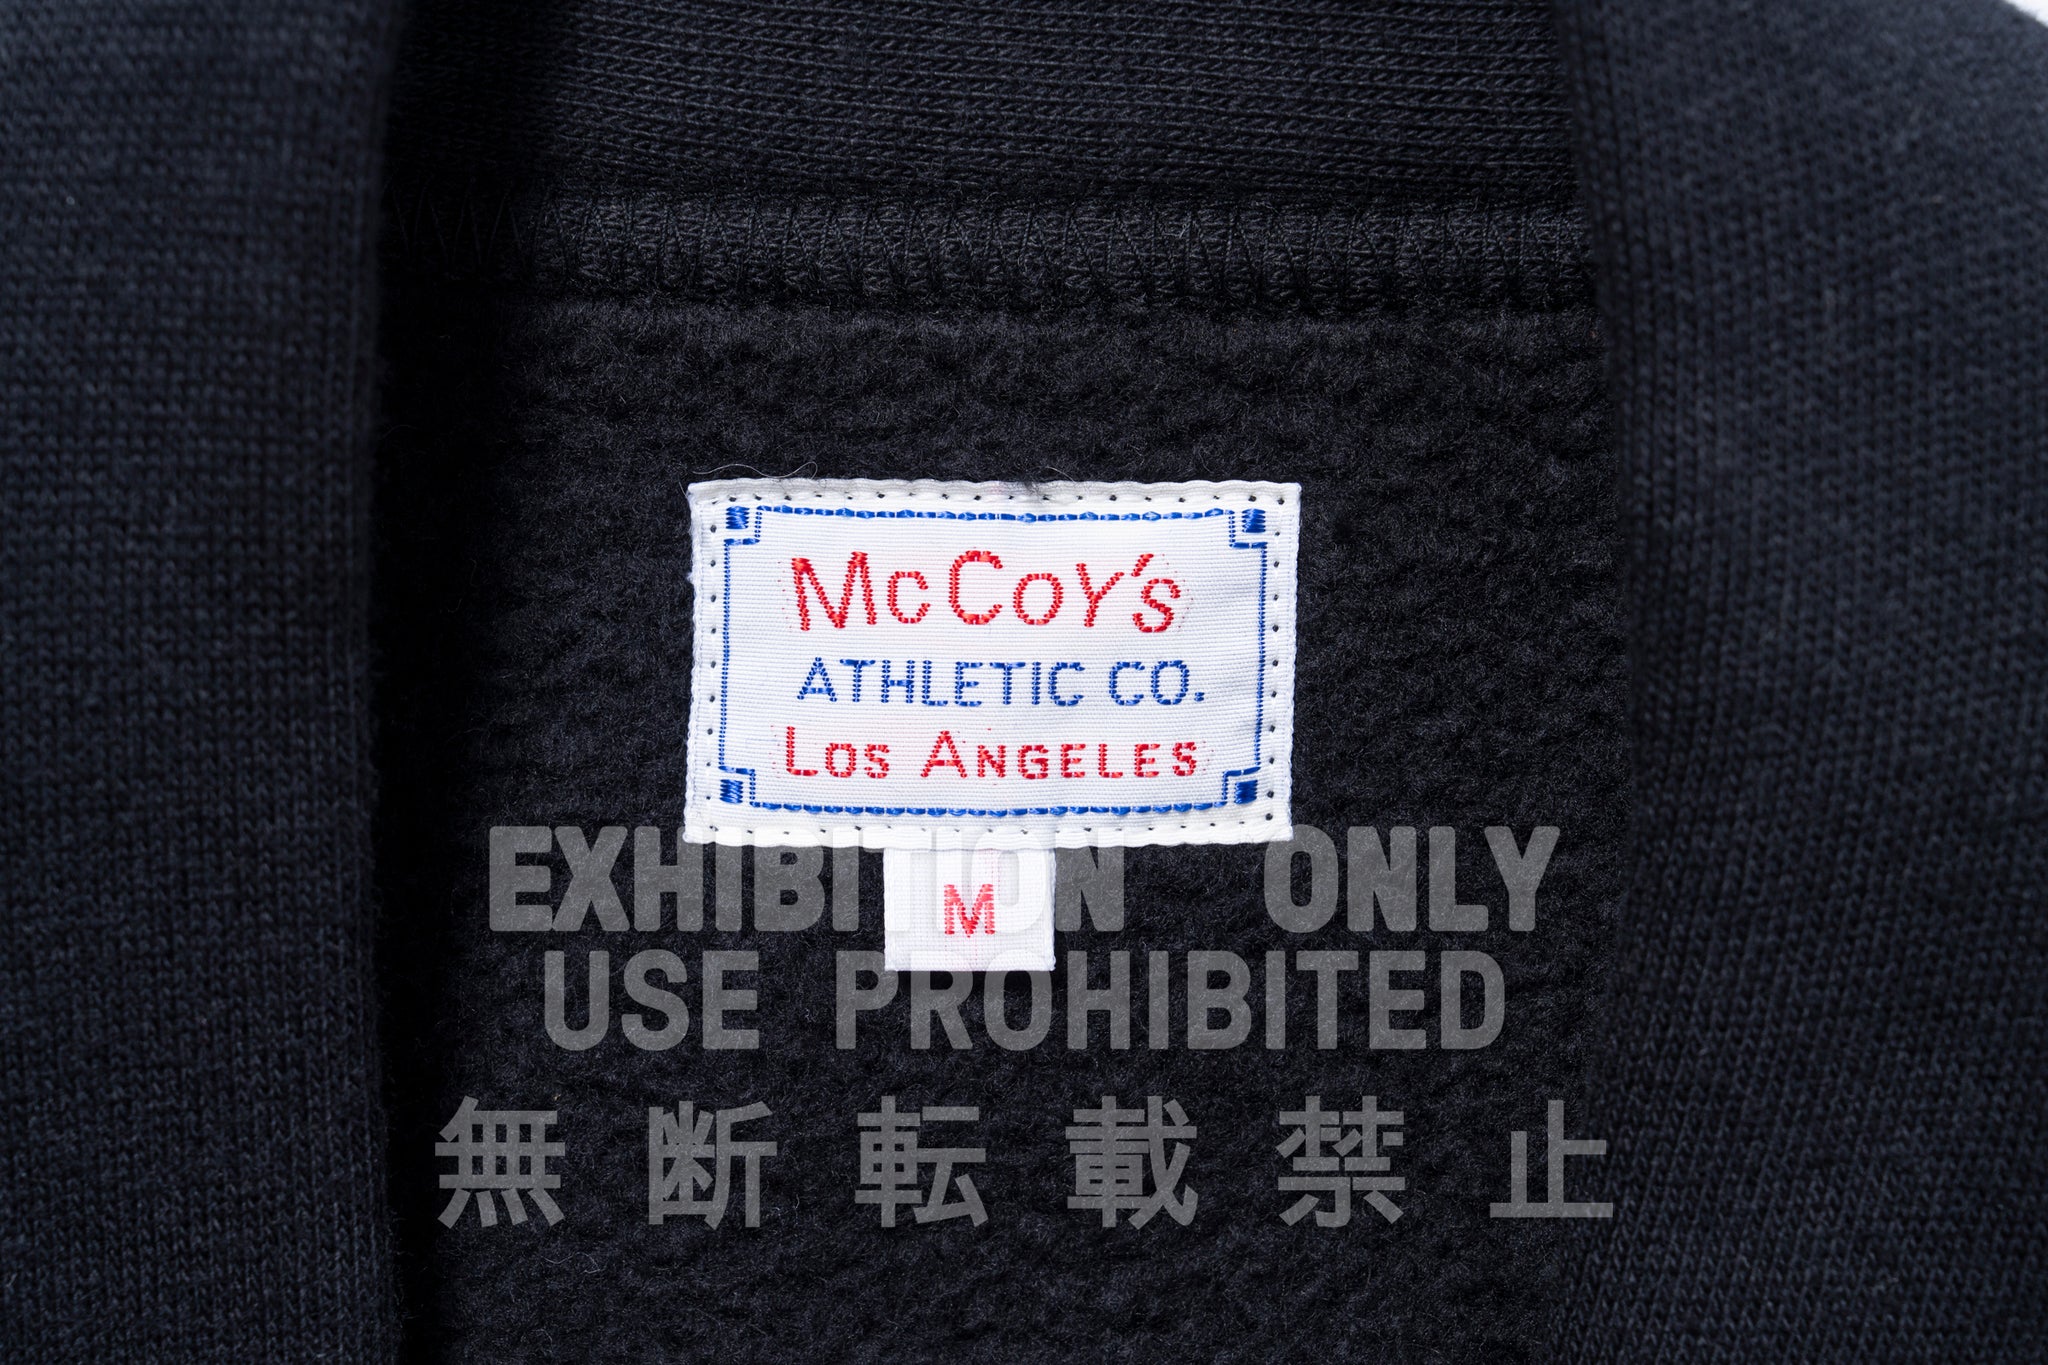 McCoy's
ATHLETIC CO.
Los Angeles
M
EXHIBITION ONLY
USE PROHIBITED
無断転載禁止